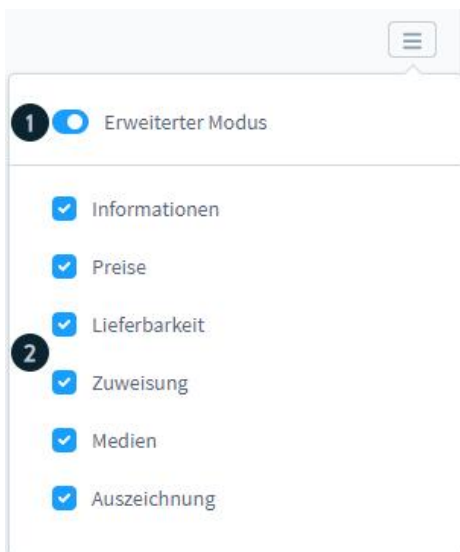 1 Erweiterter Modus
Informationen
Preise
Lieferbarkeit
2
Zuweisung
Medien
Auszeichnung